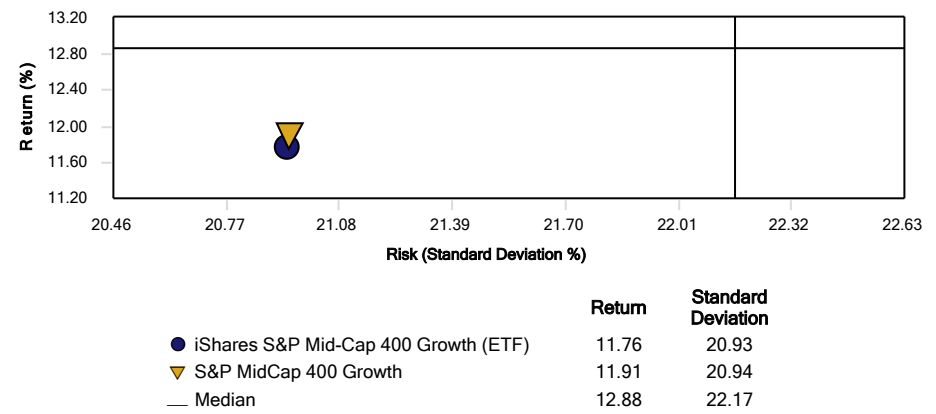 13.20
12.80
12.40
12.00
11.60
11.20
Return (%)
20.46 20.77 21.08 21.39 21.70 22.01 22.32 22.63
Risk (Standard Deviation %)
Return Standard Deviation
iShares S&P Mid-Cap 400 Growth (ETF) 11.76 20.93
S&P MidCap 400 Growth 11.91 20.94
Median 12.88 22.17